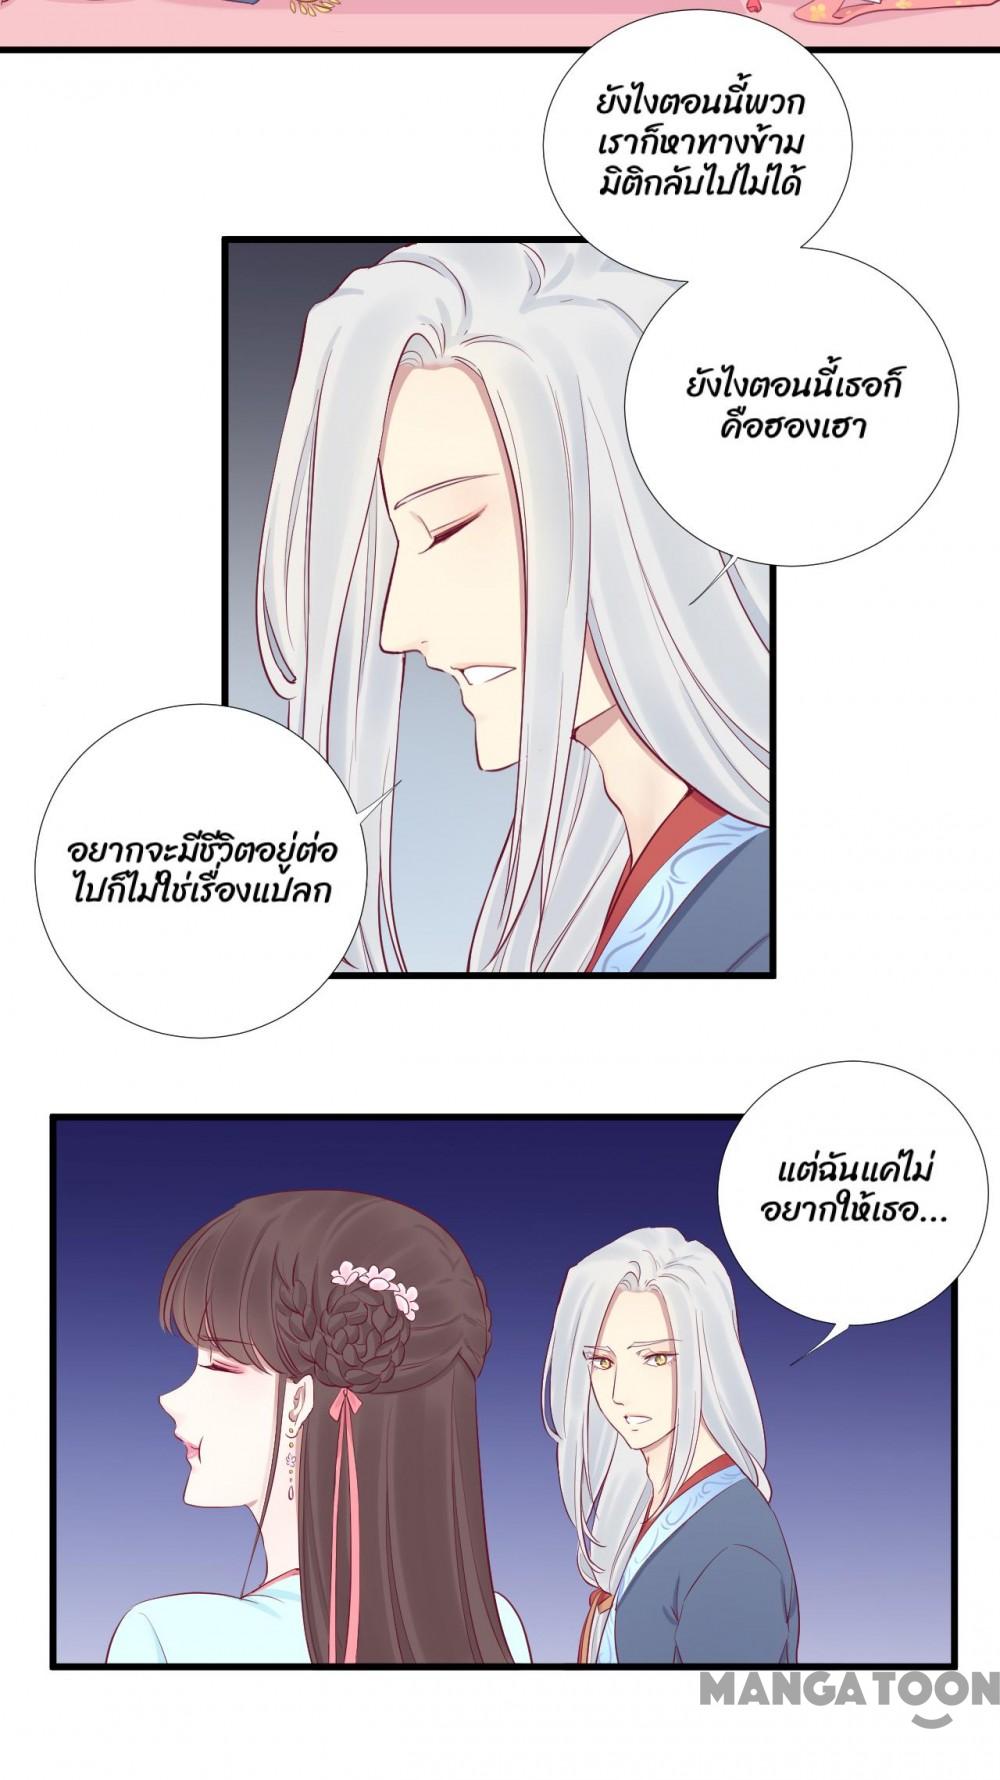 ยังไงตอนนี้พวก
เราก็หาทางข้าม
มิติกลับไปไม่ได้
ยังไงตอนนี้เธอก็
คือฮองเฮา
อยากจะมีชีวิตอยู่ต่อ
ไปก็ไม่ใช่เรื่องแปลก
แต่ฉันแค่ไม่
อยากให้เธอ...
MANGATOON